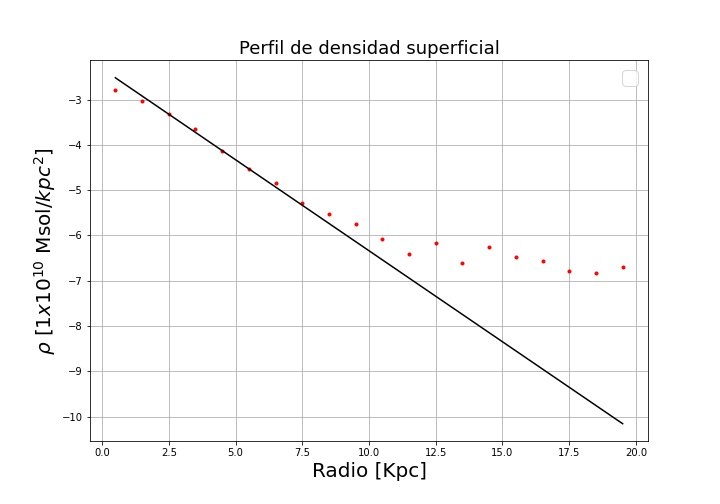 Perfil de densidad superficial
ρ [1x10¹⁰ Msol/kpc²]
−3
−4
−5
−6
−7
−8
−9
−10
0.0 2.5 5.0 7.5 10.0 12.5 15.0 17.5 20.0
Radio [Kpc]